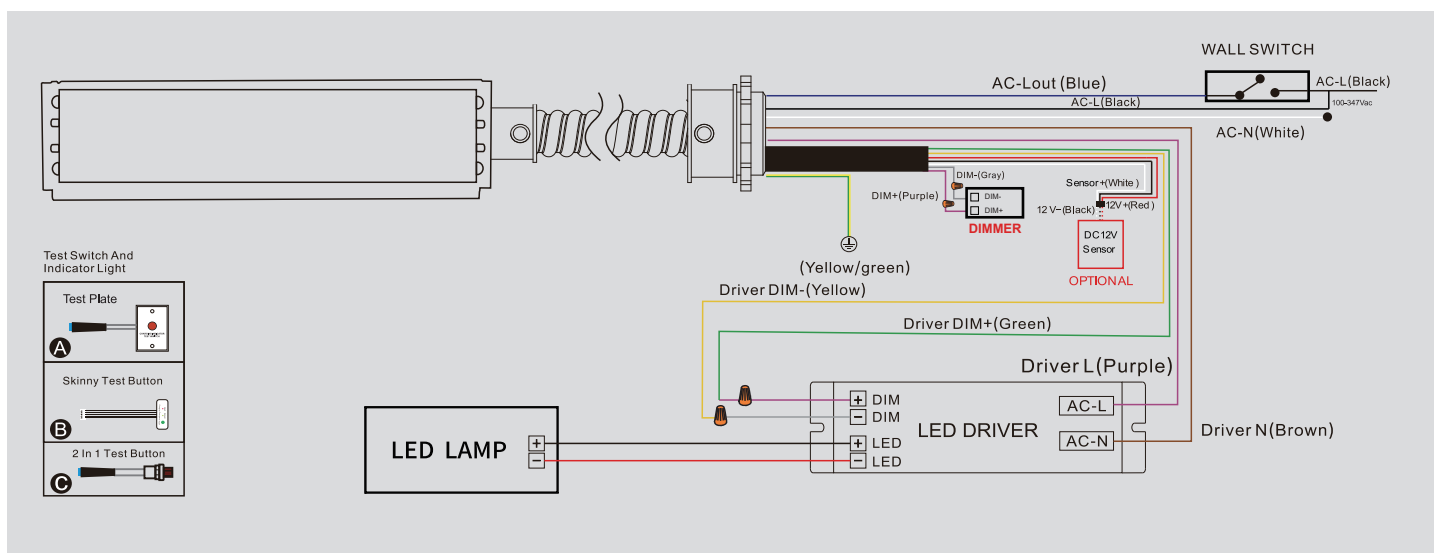 WALL SWITCH
AC-Lout (Blue)
AC-L(Black)
AC-L(Black)
100-347Vac
AC-N(White)
DIM-(Gray)
DIM+(Purple)
DIM-
DIM+
DIMMER
Sensor+(White )
12 V-(Black)
12V+(Red )
DC12V
Sensor
OPTIONAL
(Yellow/green)
Driver DIM-(Yellow)
Driver DIM+(Green)
Driver L(Purple)
Driver N(Brown)
Test Switch And
Indicator Light
Test Plate
A
Skinny Test Button
B
2 In 1 Test Button
C
LED LAMP
+
-
+ DIM
- DIM
+ LED
- LED
LED DRIVER
AC-L
AC-N